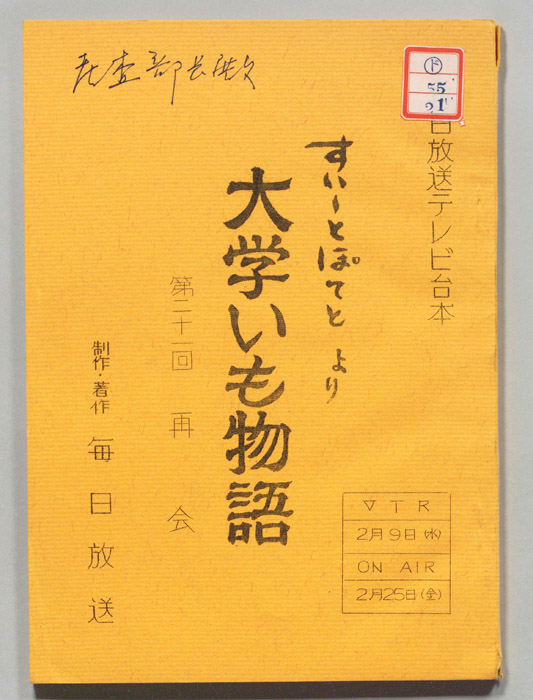 日放送テレビ台本
すいーとぽてと より
大学いも物語
第二十一回 再会
制作・著作 毎日放送
考査部長殿
ド
55
21
VTR
2月9日(水)
ON AIR
2月25日(金)